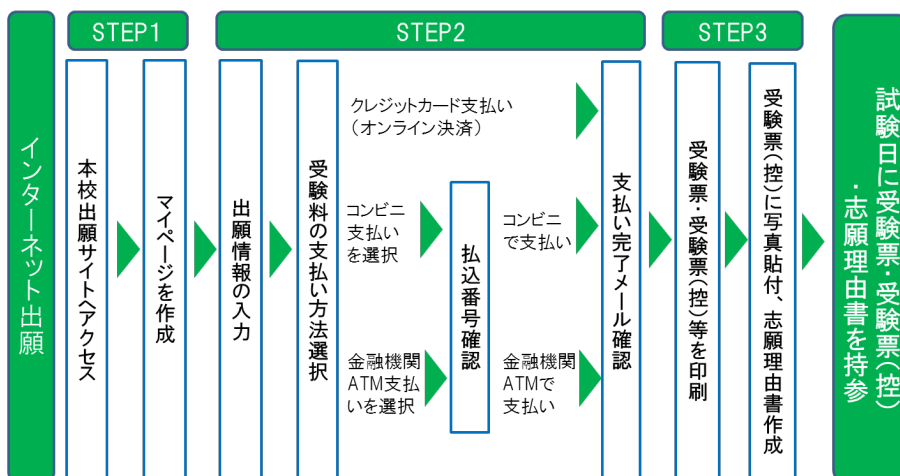 インターネット出願
STEP1
本校出願サイトへアクセス
マイページを作成
STEP2
出願情報の入力
受験料の支払い方法選択
クレジットカード支払い
（オンライン決済）
コンビニ
支払い
を選択
金融機関
ATM支払
いを選択
払込番号確認
コンビニ
で支払い
金融機関
ATMで
支払い
支払い完了メール確認
STEP3
受験票・受験票(控)等を印刷
受験票(控)に写真貼付、志願理由書作成
試験日に受験票・受験票(控)
・志願理由書を持参